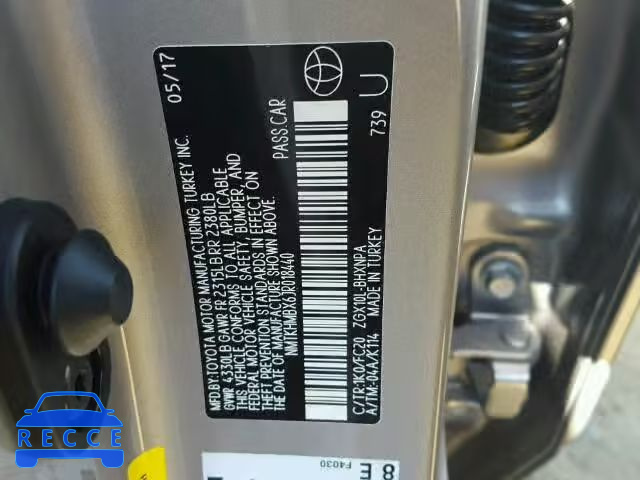 MFD.BY:TOYOTA MOTOR MANUFACTURING TURKEY INC. 05/17
GVWR 4330LB GAWR FR 2315LB RR 2380LB
THIS VEHICLE CONFORMS TO ALL APPLICABLE
FEDERAL MOTOR VEHICLE SAFETY, BUMPER, AND
THEFT PREVENTION STANDARDS IN EFFECT ON
THE DATE OF MANUFACTURE SHOWN ABOVE.
NMTKHMBX6JR018440 PASS.CAR
C/TR:1K0/FC20 ZGX10L-BHXNPA 739 U
A/TM:-04A/K114 MADE IN TURKEY
F4030
8
E
RECCE